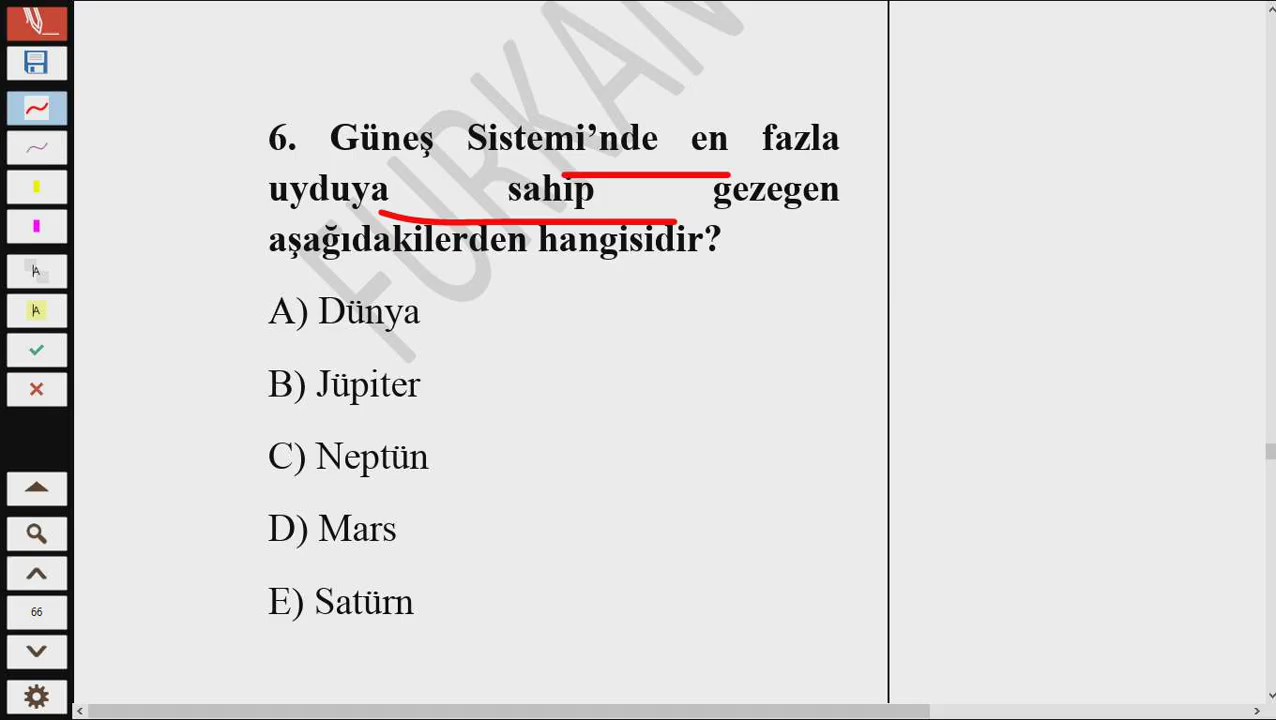 FURKAN
6. Güneş Sistemi’nde en fazla
uyduya sahip gezegen
aşağıdakilerden hangisidir?
A) Dünya
B) Jüpiter
C) Neptün
D) Mars
E) Satürn
66